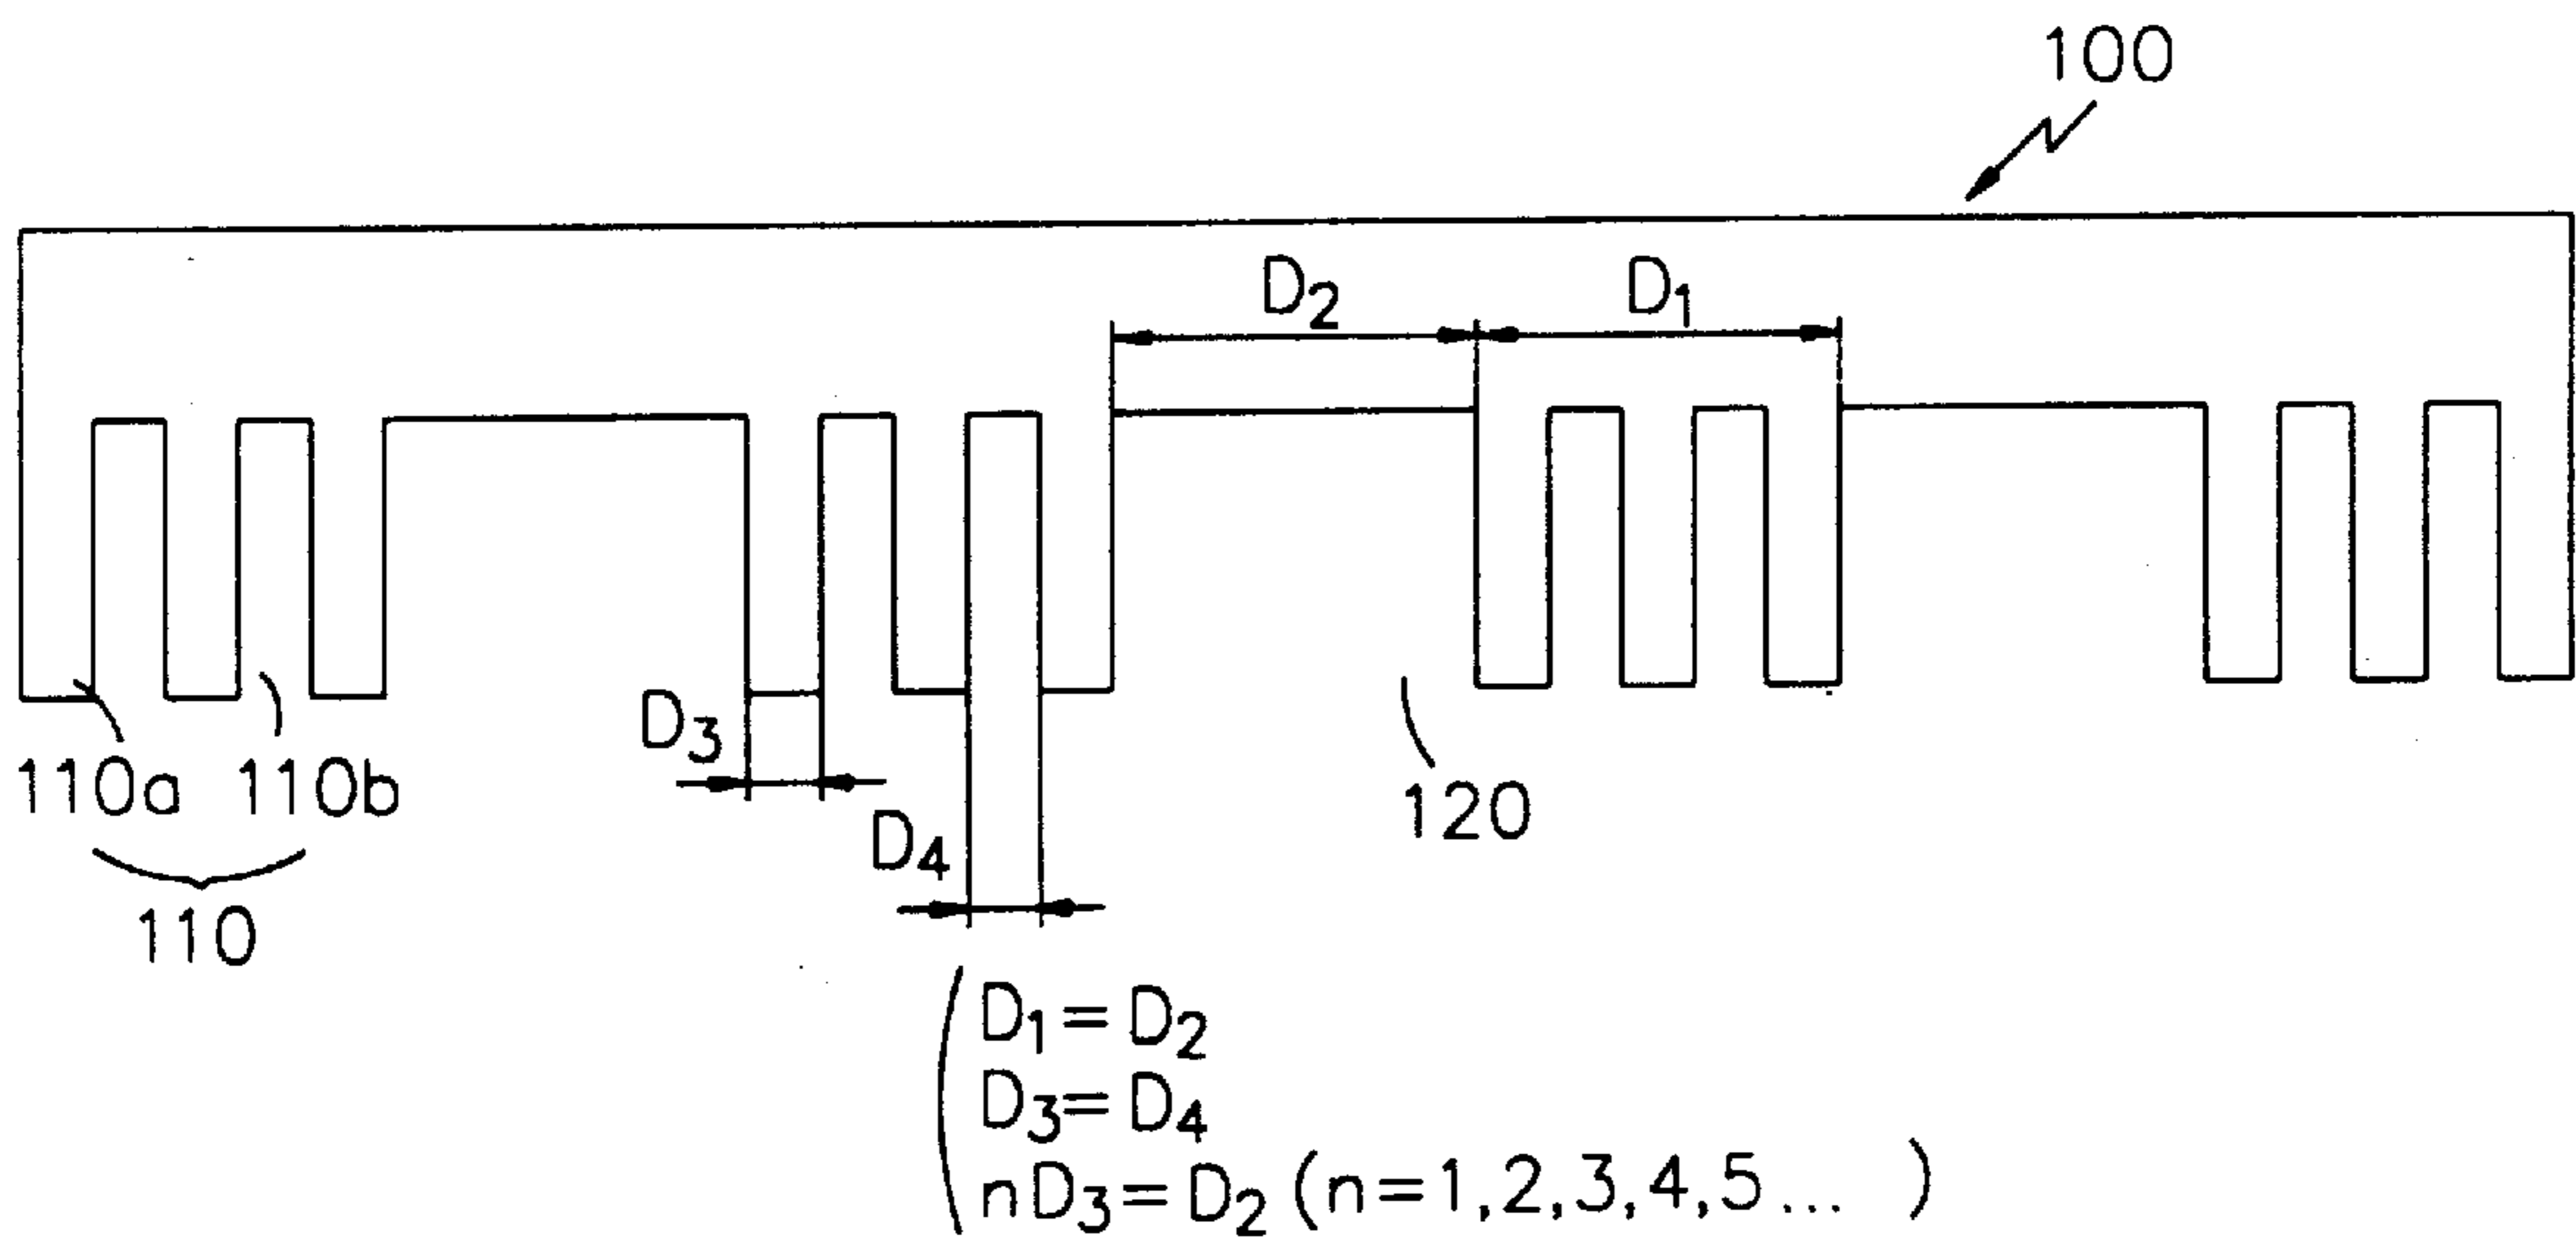 100
D2 D1
D3
110a 110b
D4
120
110
D1 = D2
D3 = D4
nD3 = D2 (n=1,2,3,4,5... )